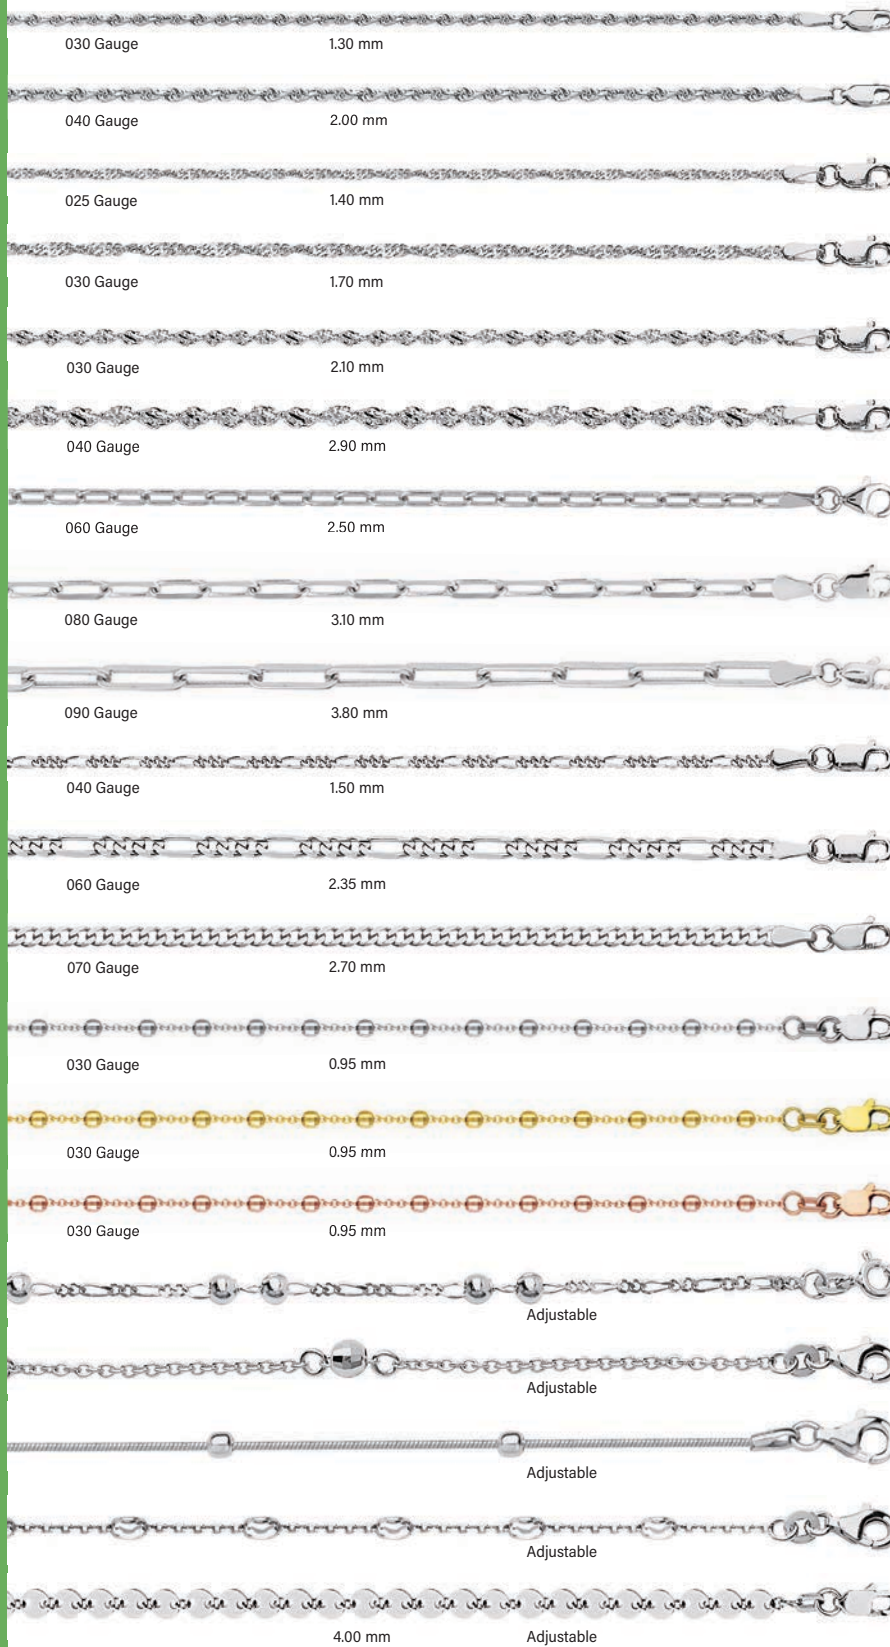 030 Gauge 1.30 mm
040 Gauge 2.00 mm
025 Gauge 1.40 mm
030 Gauge 1.70 mm
030 Gauge 2.10 mm
040 Gauge 2.90 mm
060 Gauge 2.50 mm
080 Gauge 3.10 mm
090 Gauge 3.80 mm
040 Gauge 1.50 mm
060 Gauge 2.35 mm
070 Gauge 2.70 mm
030 Gauge 0.95 mm
030 Gauge 0.95 mm
030 Gauge 0.95 mm
Adjustable
Adjustable
Adjustable
Adjustable
4.00 mm Adjustable